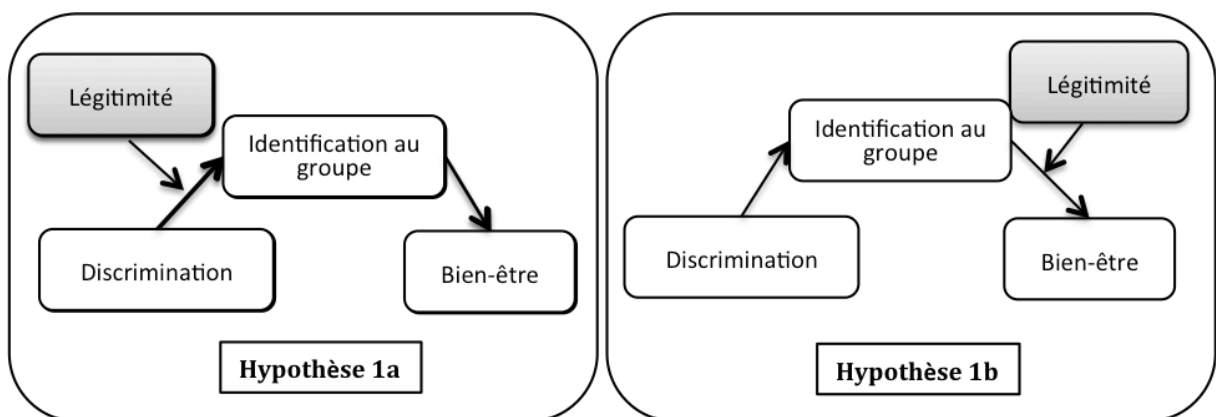 Légitimité
Identification au
groupe
Discrimination
Bien-être
Hypothèse 1a
Légitimité
Identification au
groupe
Discrimination
Bien-être
Hypothèse 1b